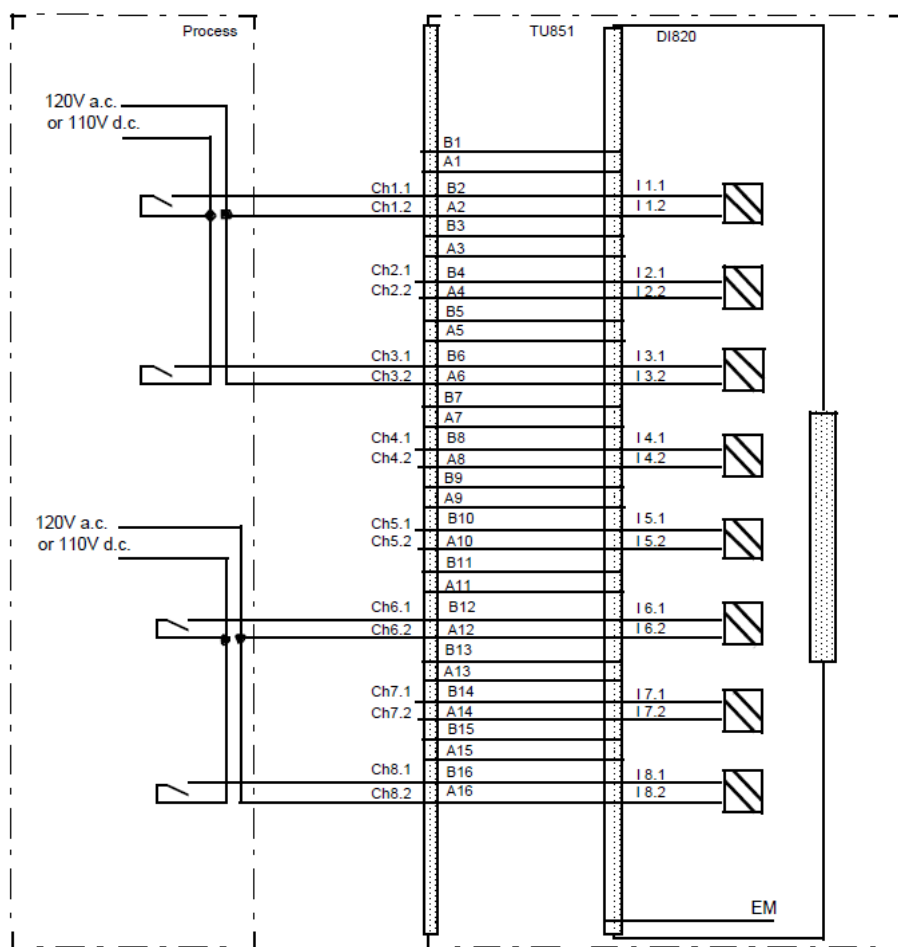 Process
TU851
DI820
120V a.c.
or 110V d.c.
B1
A1
Ch1.1 B2 I 1.1
Ch1.2 A2 I 1.2
B3
A3
Ch2.1 B4 I 2.1
Ch2.2 A4 I 2.2
B5
A5
Ch3.1 B6 I 3.1
Ch3.2 A6 I 3.2
B7
A7
Ch4.1 B8 I 4.1
Ch4.2 A8 I 4.2
B9
A9
120V a.c.
or 110V d.c.
Ch5.1 B10 I 5.1
Ch5.2 A10 I 5.2
B11
A11
Ch6.1 B12 I 6.1
Ch6.2 A12 I 6.2
B13
A13
Ch7.1 B14 I 7.1
Ch7.2 A14 I 7.2
B15
A15
Ch8.1 B16 I 8.1
Ch8.2 A16 I 8.2
EM